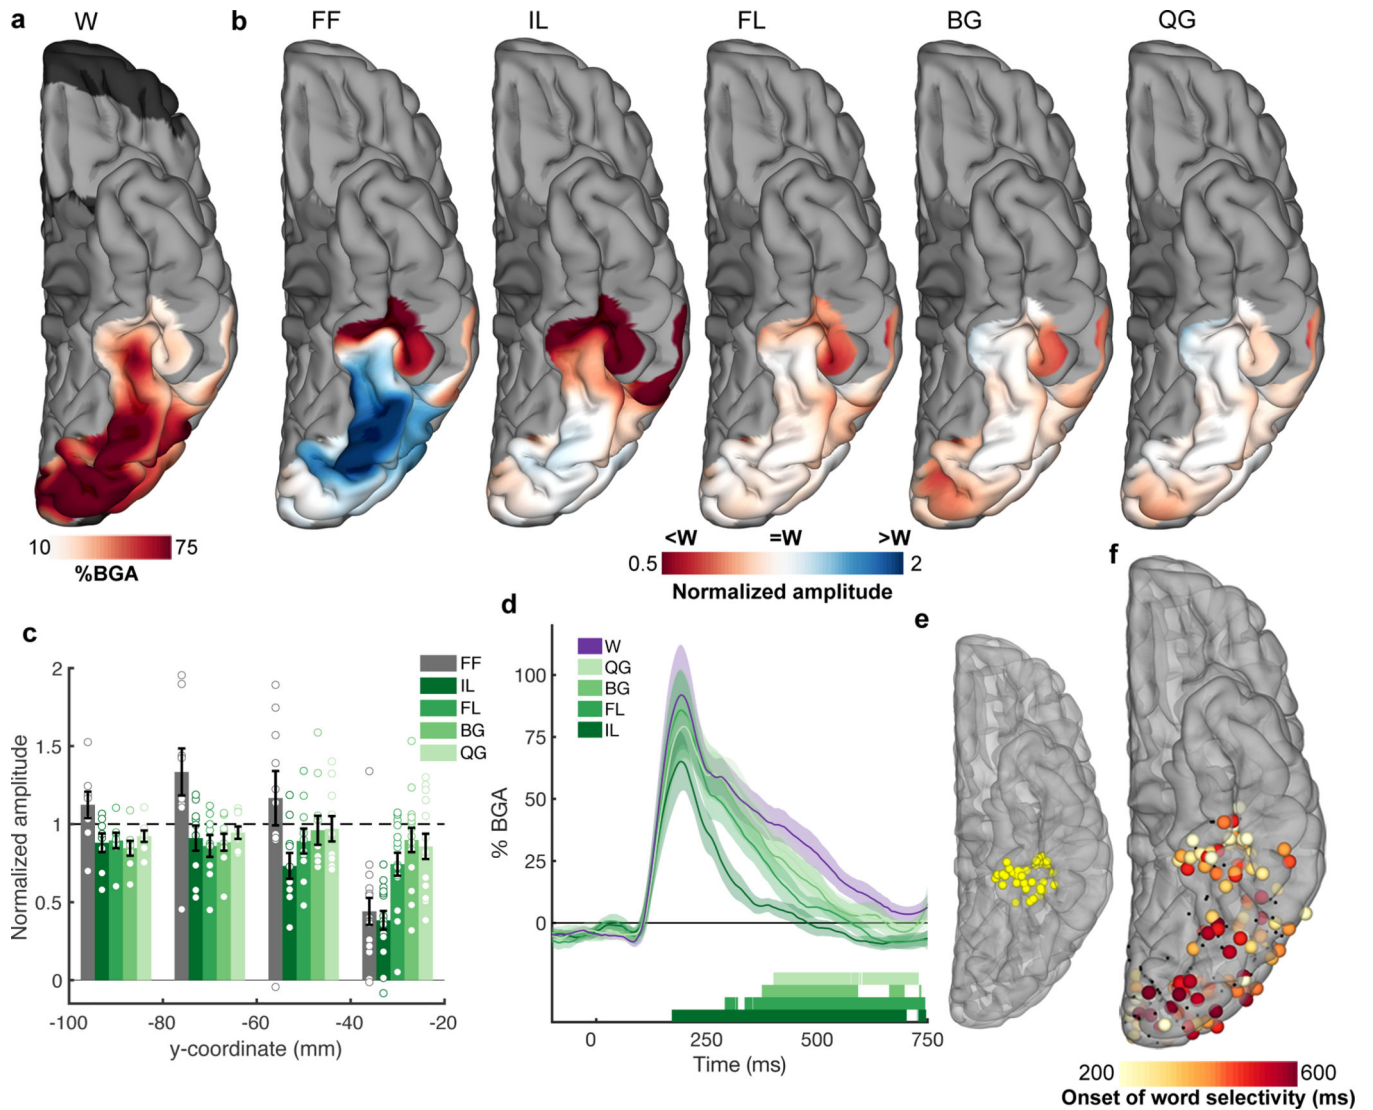 a W b FF IL FL BG QG
10 75
%BGA
<W =W >W
0.5 2
Normalized amplitude
c
Normalized amplitude
2
1.5
1
0.5
0
-100 -80 -60 -40 -20
y-coordinate (mm)
FF
IL
FL
BG
QG
d
% BGA
100
75
50
25
0
W
QG
BG
FL
IL
0 250 500 750
Time (ms)
e
f
200 600
Onset of word selectivity (ms)